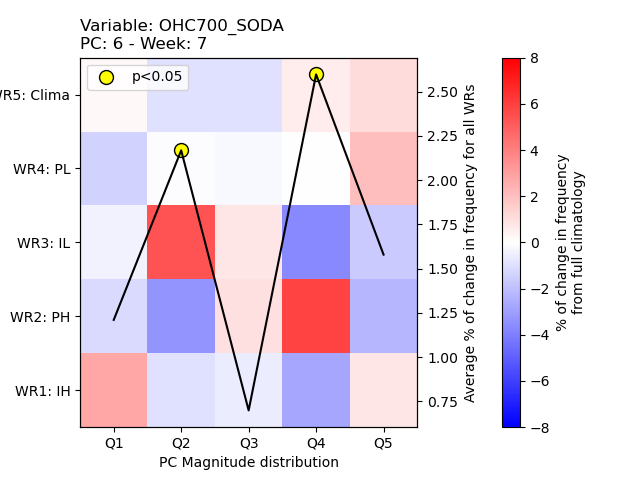 Variable: OHC700_SODA
PC: 6 - Week: 7
p<0.05
WR5: Clima
WR4: PL
WR3: IL
WR2: PH
WR1: IH
Q1 Q2 Q3 Q4 Q5
PC Magnitude distribution
2.50
2.25
2.00
1.75
1.50
1.25
1.00
0.75
Average % of change in frequency for all WRs
8
6
4
2
0
−2
−4
−6
−8
% of change in frequency
from full climatology